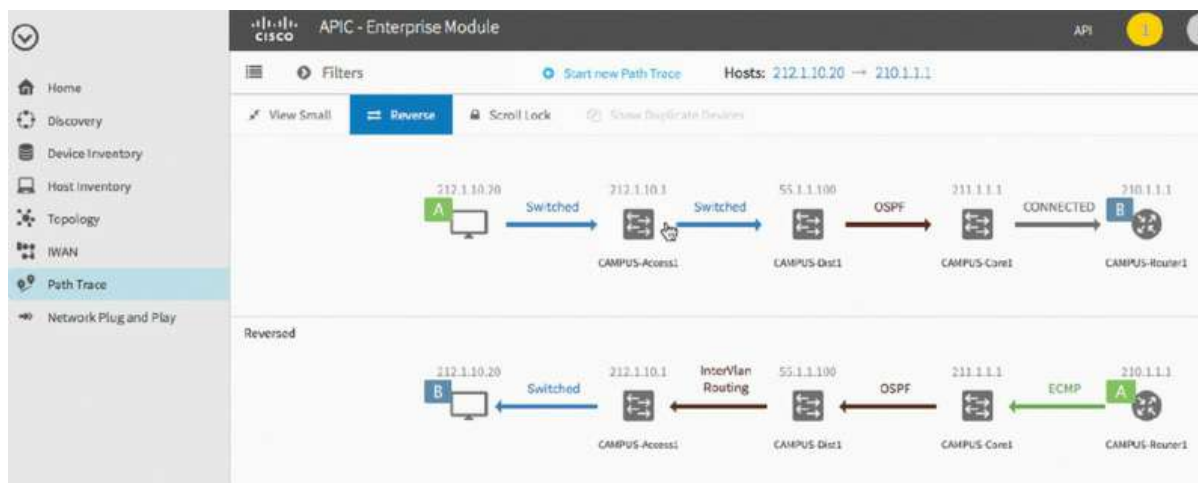 cisco APIC - Enterprise Module API 1
Filters Start new Path Trace Hosts: 212.1.10.20 → 210.1.1.1
View Small Reverse Scroll Lock Show Duplicate Devices
Home
Discovery
Device Inventory
Host Inventory
Topology
IWAN
Path Trace
Network Plug and Play
212.1.10.20 212.1.10.1 55.1.1.100 211.1.1.1 210.1.1.1
A Switched Switched OSPF CONNECTED B
CAMPUS-Access1 CAMPUS-Dist1 CAMPUS-Core1 CAMPUS-Router1
Reversed
212.1.10.20 212.1.10.1 InterVlan Routing 55.1.1.100 211.1.1.1 210.1.1.1
B Switched OSPF ECMP A
CAMPUS-Access1 CAMPUS-Dist1 CAMPUS-Core1 CAMPUS-Router1